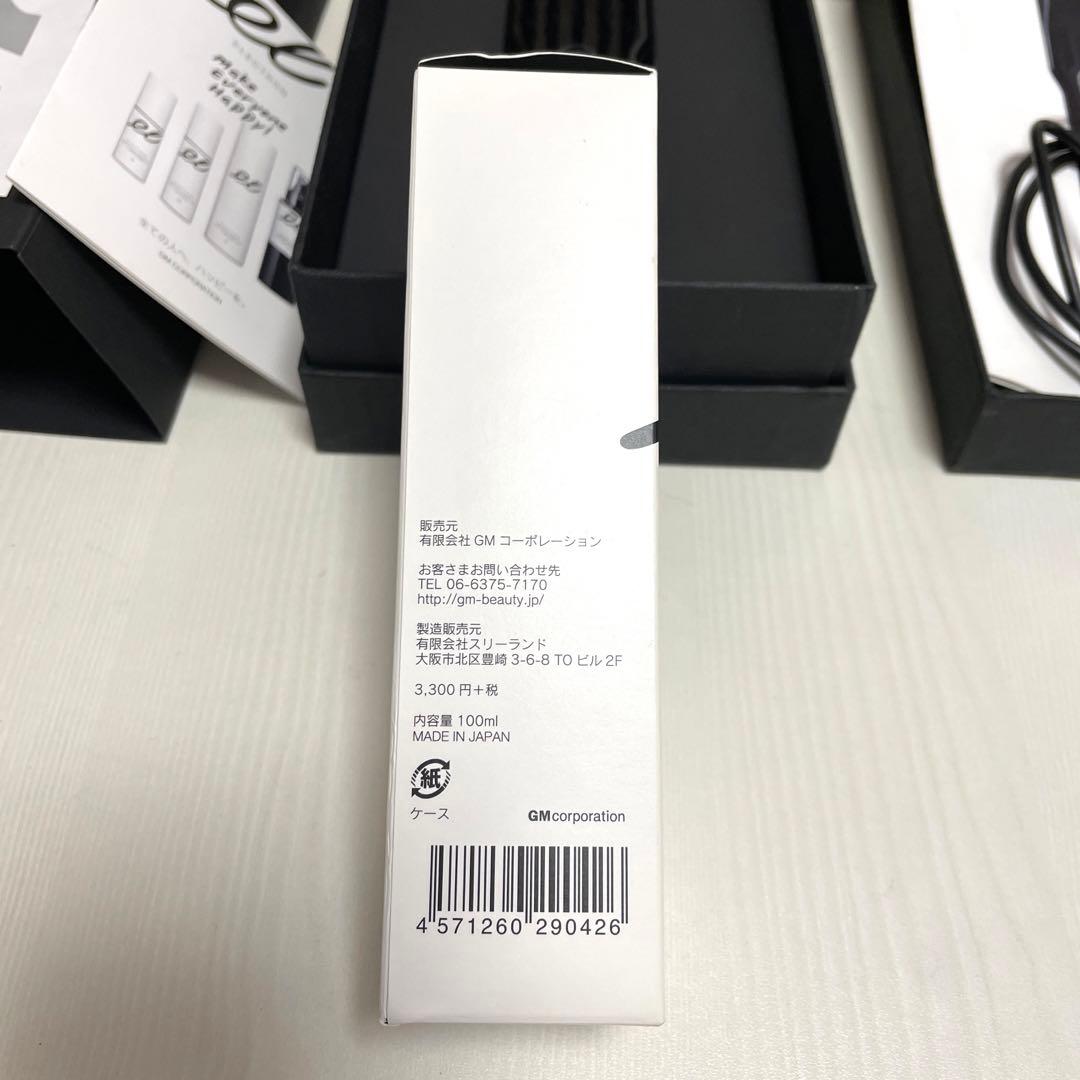 el
ELECTRON
Make
Everyone
Happy!
el
el
el
全ての人へ、ハッピーを。
GM CORPORATION
販売元
有限会社 GM コーポレーション
お客さまお問い合わせ先
TEL 06-6375-7170
http://gm-beauty.jp/
製造販売元
有限会社スリーランド
大阪市北区豊崎 3-6-8 TO ビル 2F
3,300 円+税
内容量 100ml
MADE IN JAPAN
紙
ケース
GMcorporation
4 571260 290426